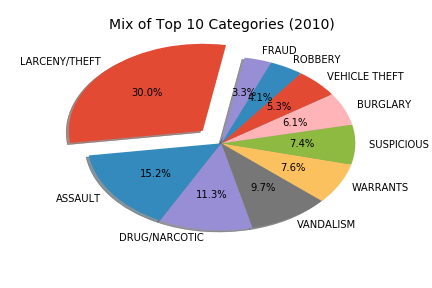 Mix of Top 10 Categories (2010)
FRAUD
ROBBERY
VEHICLE THEFT
BURGLARY
SUSPICIOUS
WARRANTS
VANDALISM
DRUG/NARCOTIC
ASSAULT
LARCENY/THEFT
3.3%
4.1%
5.3%
6.1%
7.4%
7.6%
9.7%
11.3%
15.2%
30.0%